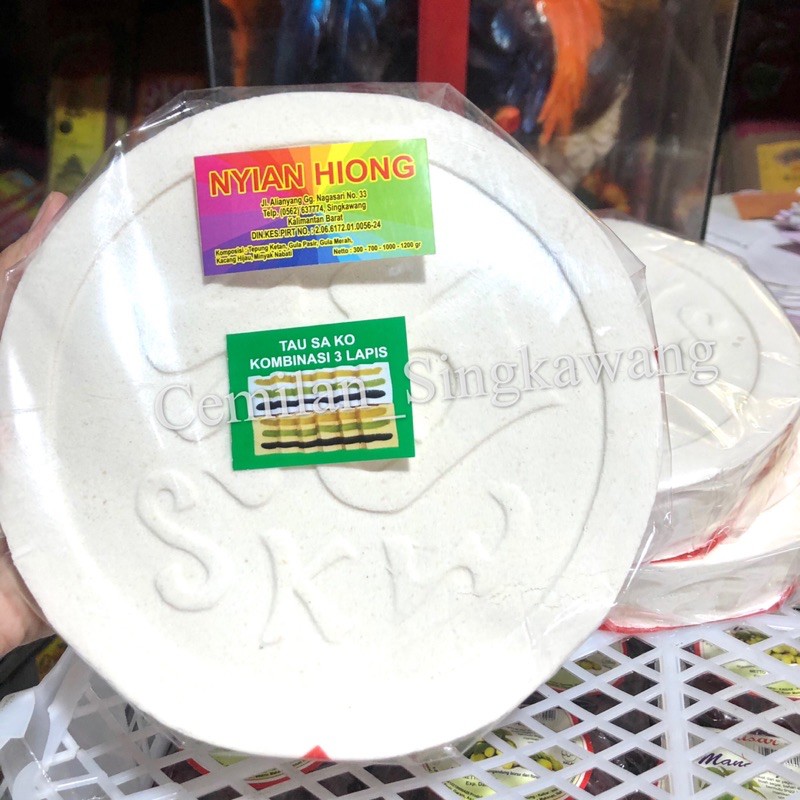 NYIAN HIONG
Jl. Alianyang Gg. Nagasari No. 33
Telp. (0562) 637774, Singkawang
Kalimantan Barat
DIN.KES.PIRT NO. : 2.06.6172.01.0056-24
Komposisi : Tepung Ketan, Gula Pasir, Gula Merah,
Kacang Hijau, Minyak Nabati
Netto : 300 - 700 - 1000 - 1200 gr
TAU SA KO
KOMBINASI 3 LAPIS
Cemilan_Singkawang
SKW